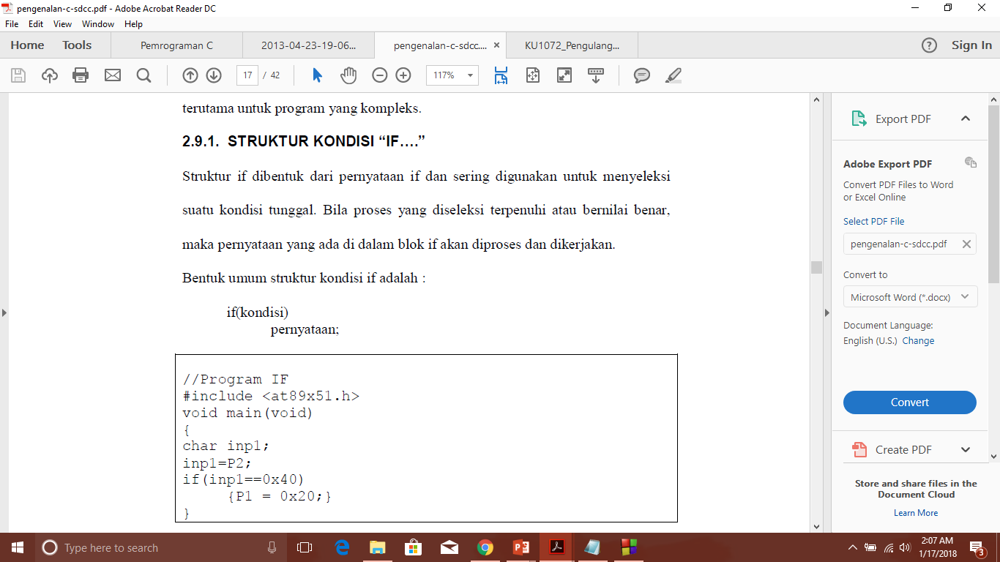 pengenalan-c-sdcc.pdf - Adobe Acrobat Reader DC
File Edit View Window Help
Home Tools Pemrograman C 2013-04-23-19-06... pengenalan-c-sdcc.... × KU1072_Pengulang... ? Sign In
17 / 42 117%
terutama untuk program yang kompleks.
2.9.1. STRUKTUR KONDISI “IF….”
Struktur if dibentuk dari pernyataan if dan sering digunakan untuk menyeleksi
suatu kondisi tunggal. Bila proses yang diseleksi terpenuhi atau bernilai benar,
maka pernyataan yang ada di dalam blok if akan diproses dan dikerjakan.
Bentuk umum struktur kondisi if adalah :
if(kondisi)
pernyataan;
//Program IF
#include <at89x51.h>
void main(void)
{
char inp1;
inp1=P2;
if(inp1==0x40)
{P1 = 0x20;}
}
Export PDF
Adobe Export PDF
Convert PDF Files to Word
or Excel Online
Select PDF File
pengenalan-c-sdcc.pdf
Convert to
Microsoft Word (*.docx)
Document Language:
English (U.S.) Change
Convert
Create PDF
Store and share files in the
Document Cloud
Learn More
Type here to search
2:07 AM
1/17/2018
3